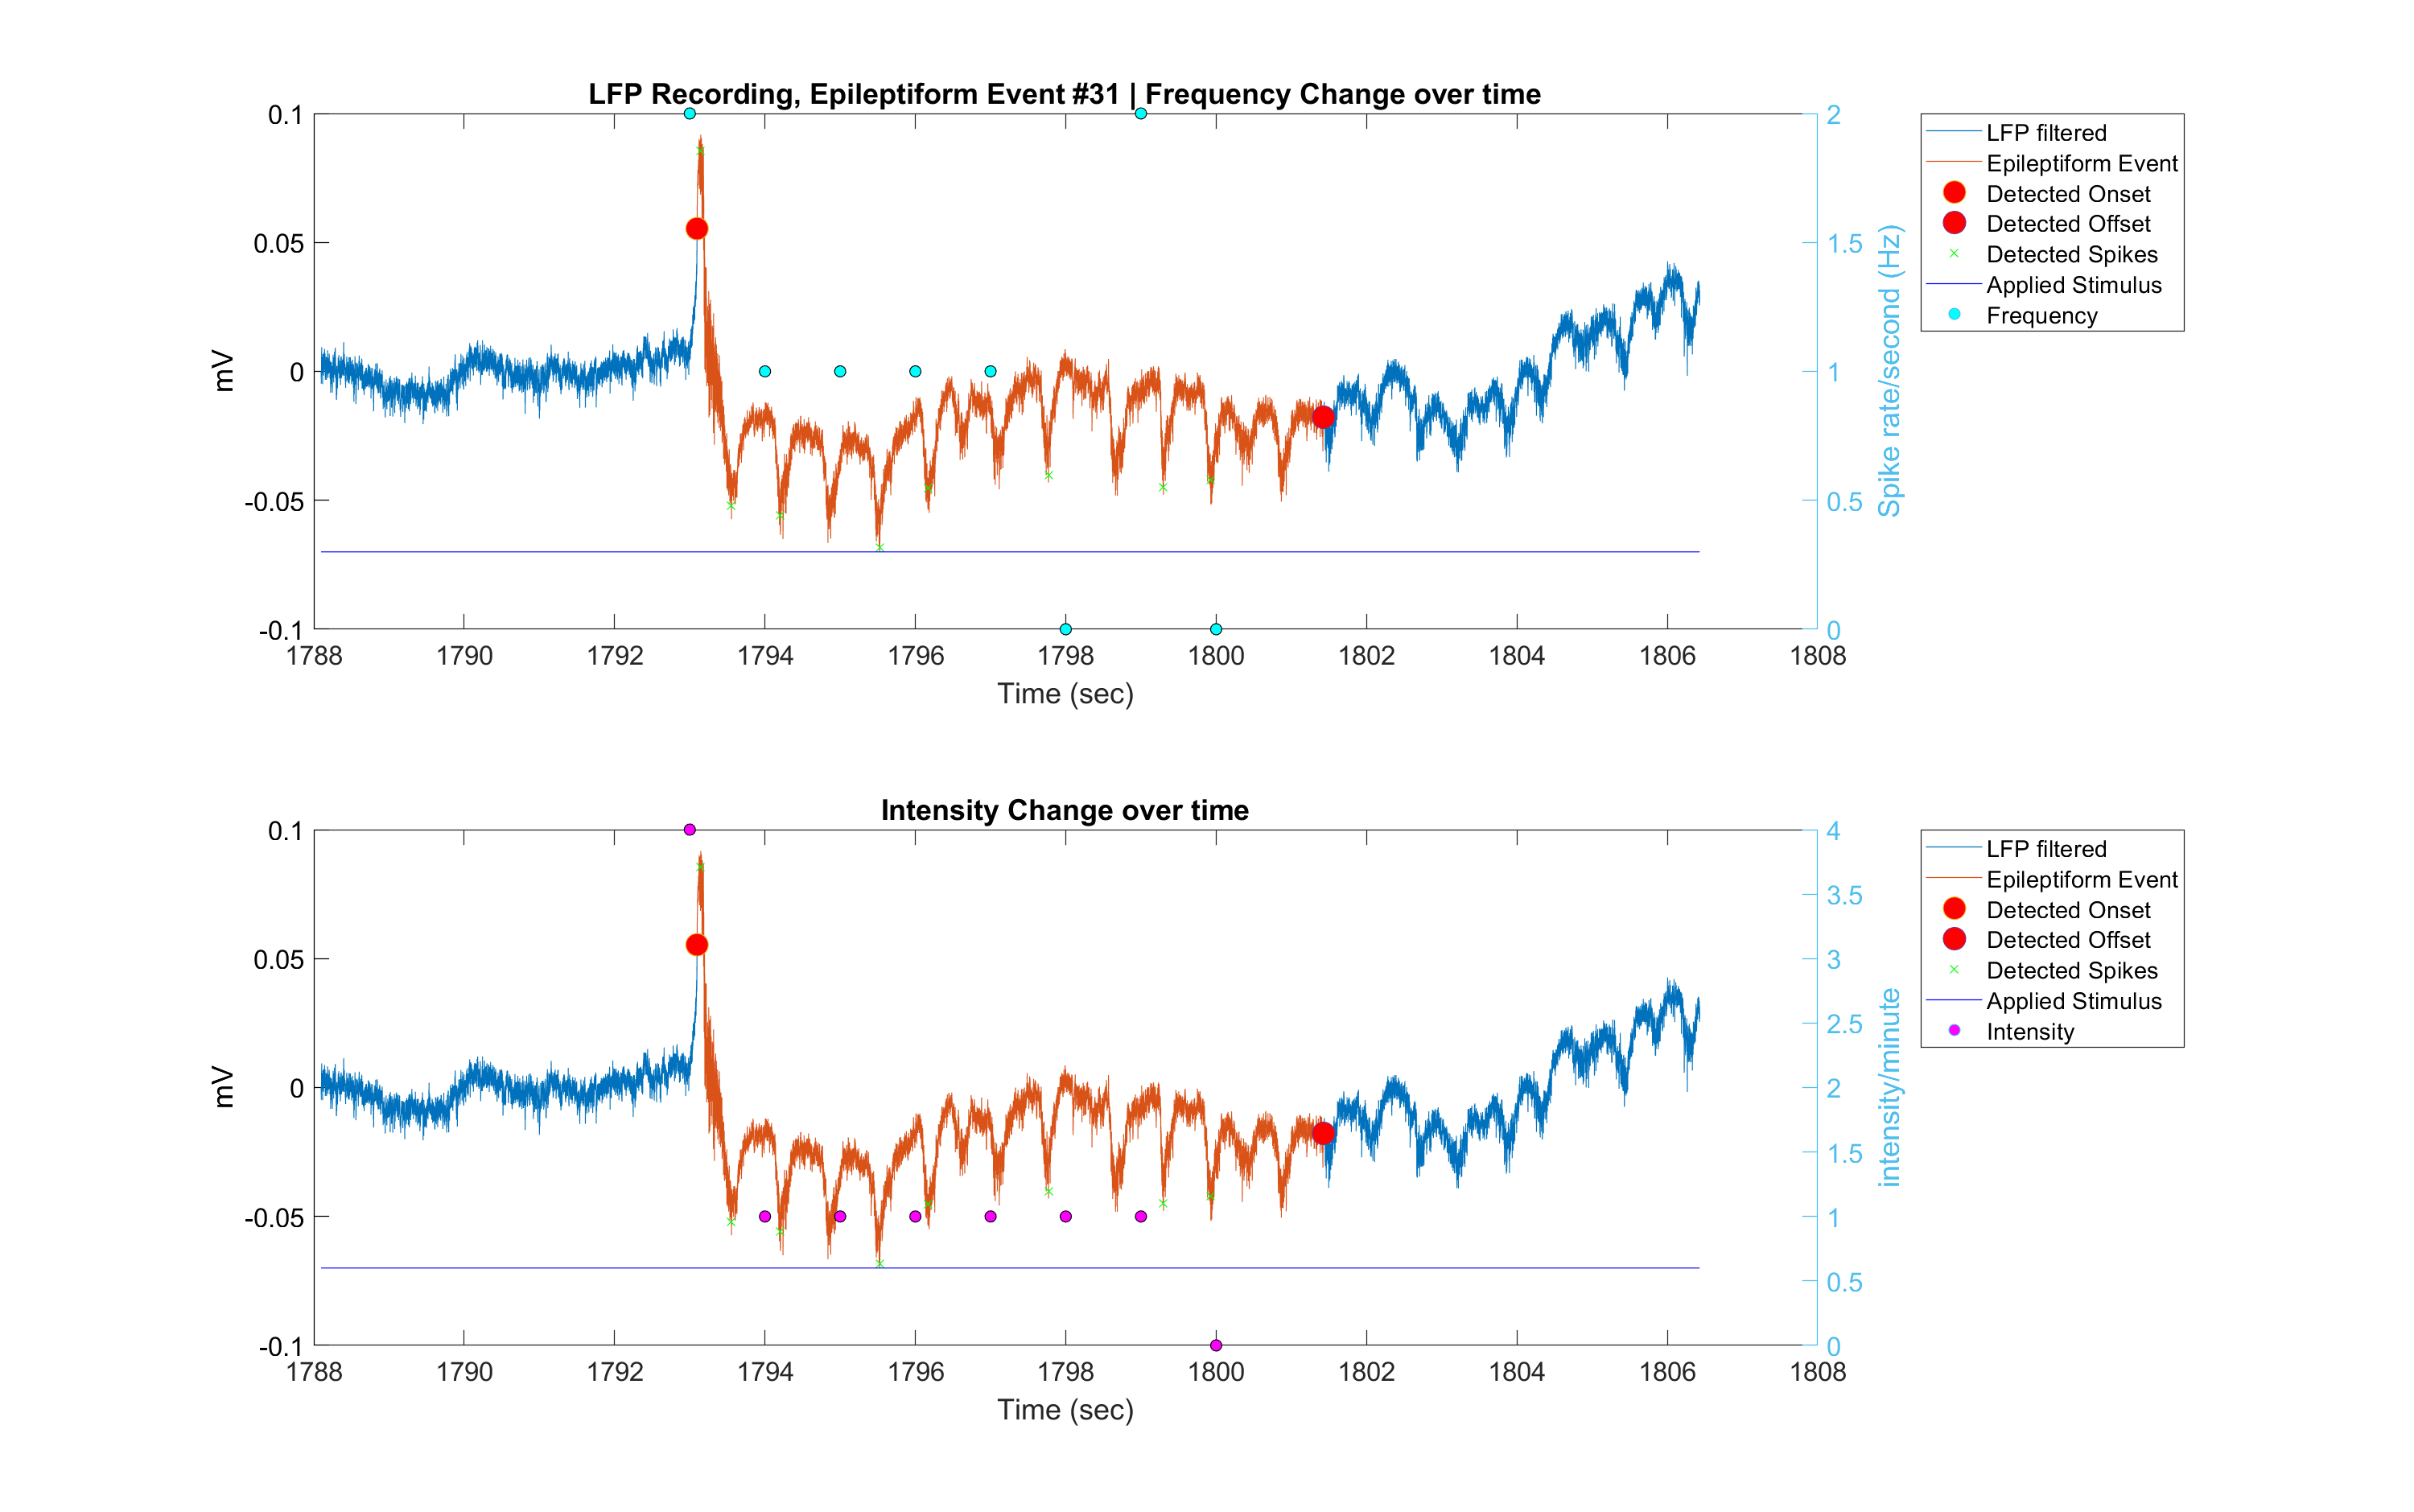 LFP Recording, Epileptiform Event #31 | Frequency Change over time
0.1
0.05
0
-0.05
-0.1
mV
1788 1790 1792 1794 1796 1798 1800 1802 1804 1806 1808
Time (sec)
2
1.5
1
0.5
0
Spike rate/second (Hz)
LFP filtered
Epileptiform Event
Detected Onset
Detected Offset
Detected Spikes
Applied Stimulus
Frequency
Intensity Change over time
0.1
0.05
0
-0.05
-0.1
mV
1788 1790 1792 1794 1796 1798 1800 1802 1804 1806 1808
Time (sec)
4
3.5
3
2.5
2
1.5
1
0.5
0
intensity/minute
LFP filtered
Epileptiform Event
Detected Onset
Detected Offset
Detected Spikes
Applied Stimulus
Intensity